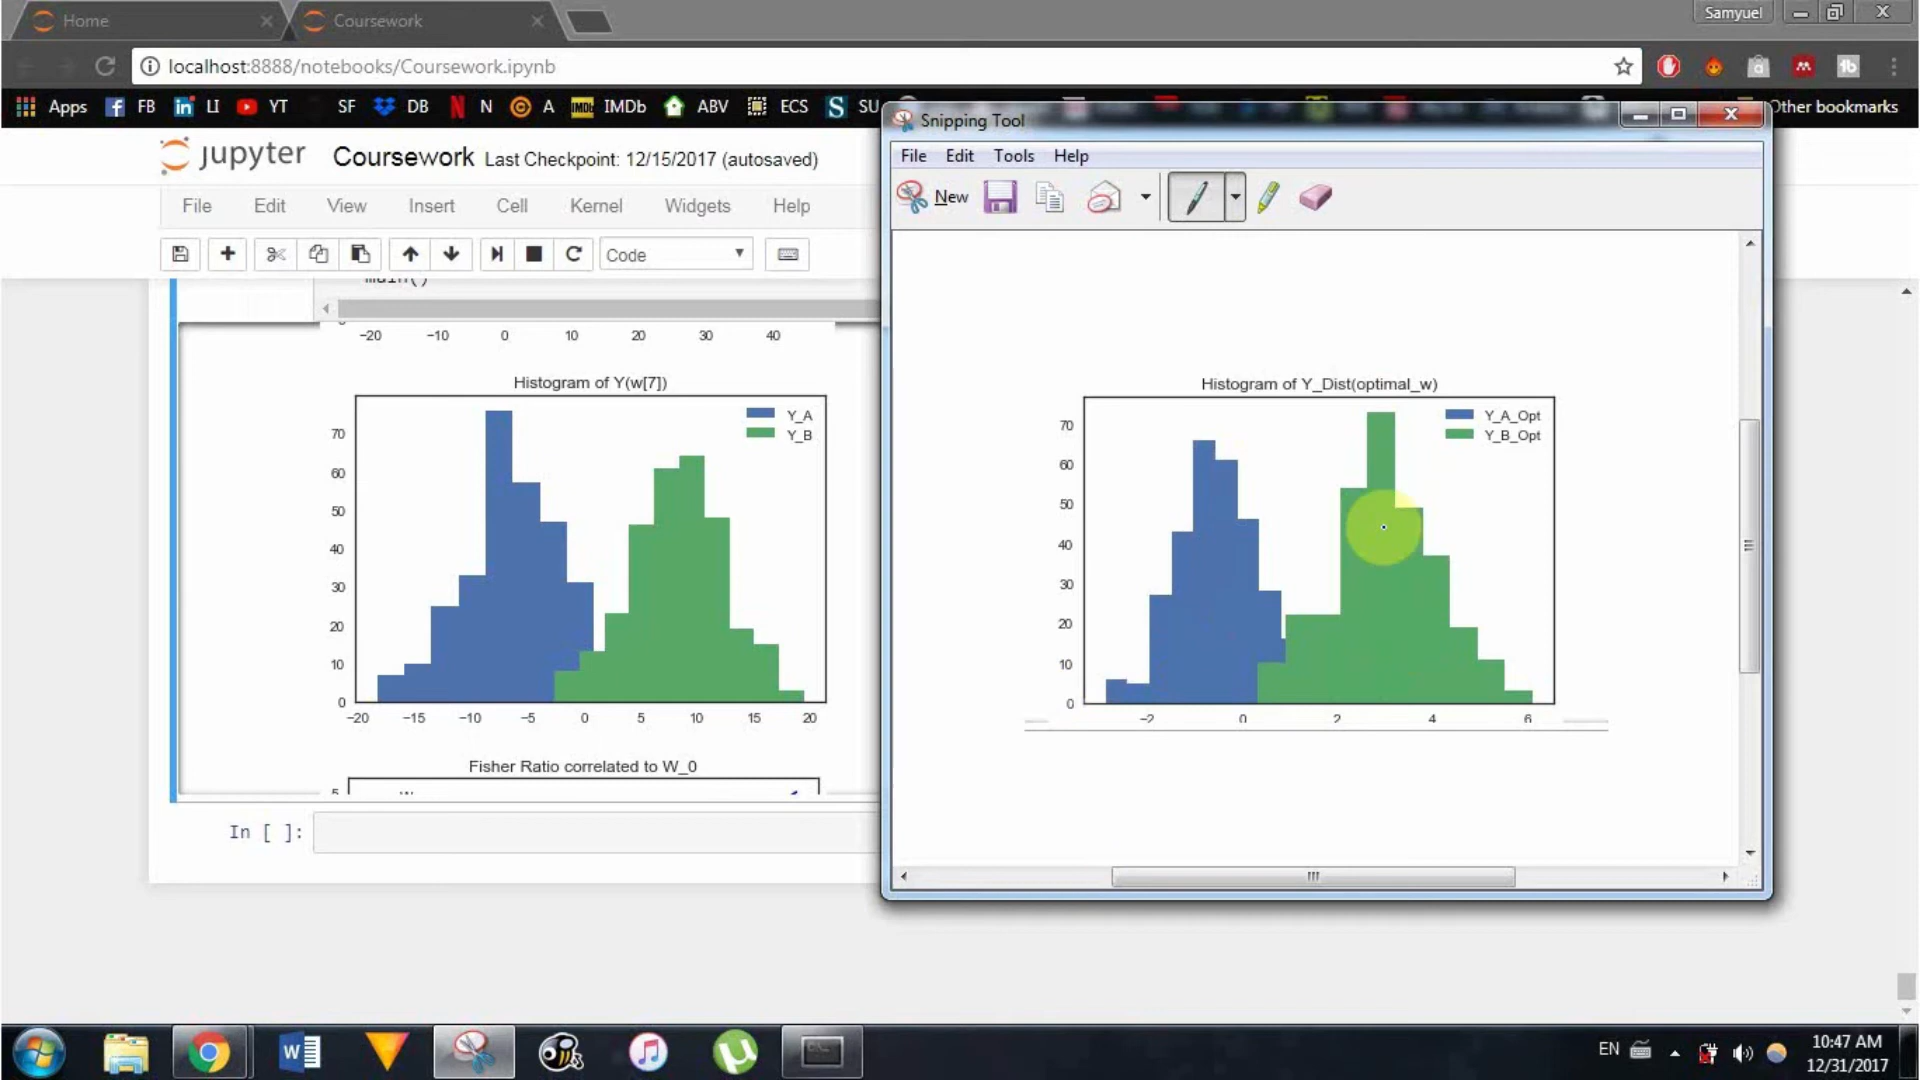 Home
Coursework
Samyuel
localhost:8888/notebooks/Coursework.ipynb
Apps FB LI YT SF DB N A IMDb ABV ECS SU Other bookmarks
Snipping Tool
File Edit Tools Help
New
jupyter Coursework Last Checkpoint: 12/15/2017 (autosaved)
File Edit View Insert Cell Kernel Widgets Help
Code
main()
−20 −10 0 10 20 30 40
Histogram of Y(w[7])
Y_A
Y_B
70
60
50
40
30
20
10
0
−20 −15 −10 −5 0 5 10 15 20
Fisher Ratio correlated to W_0
5
In [ ]:
Histogram of Y_Dist(optimal_w)
Y_A_Opt
Y_B_Opt
70
60
50
40
30
20
10
0
−2 0 2 4 6
EN
10:47 AM
12/31/2017